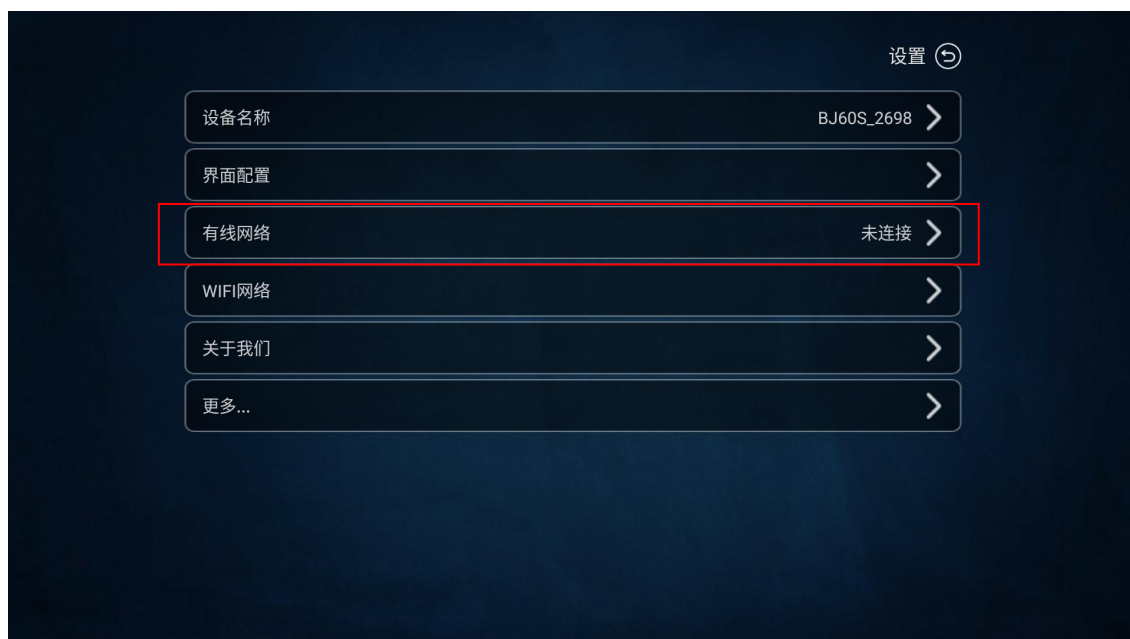 设置
设备名称 BJ60S_2698
界面配置
有线网络 未连接
WIFI网络
关于我们
更多...